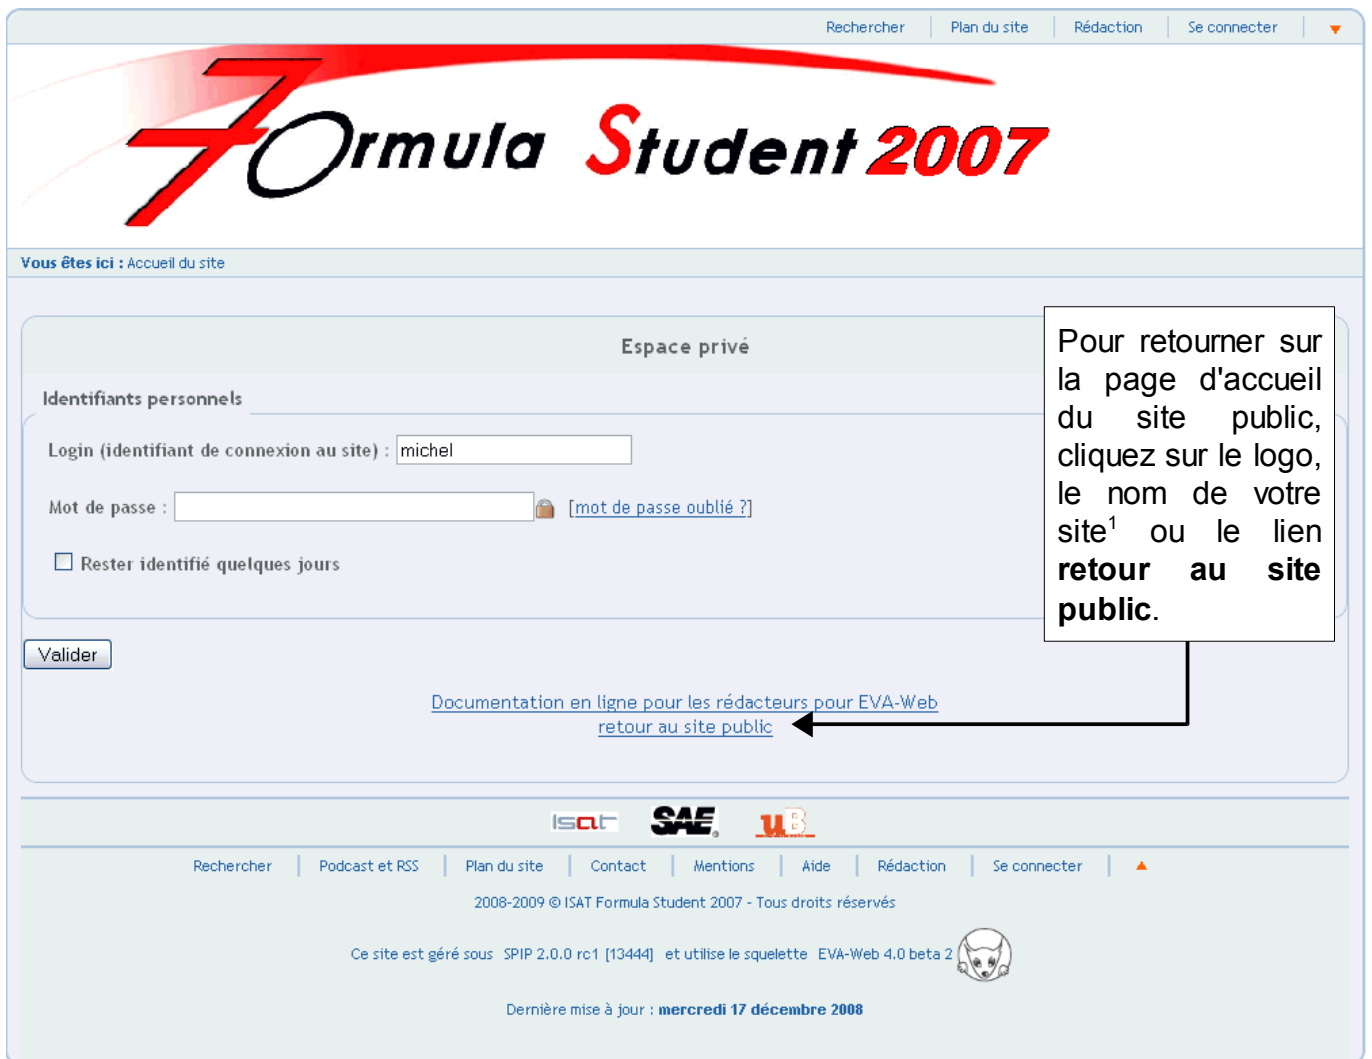 Rechercher Plan du site Rédaction Se connecter
Formula Student 2007
Vous êtes ici : Accueil du site
Espace privé
Identifiants personnels
Login (identifiant de connexion au site) : michel
Mot de passe : [mot de passe oublié ?]
Rester identifié quelques jours
Pour retourner sur
la page d'accueil
du site public,
cliquez sur le logo,
le nom de votre
site¹ ou le lien
retour au site
public.
Valider
Documentation en ligne pour les rédacteurs pour EVA-Web
retour au site public
Isat SAE uB
Rechercher Podcast et RSS Plan du site Contact Mentions Aide Rédaction Se connecter
2008-2009 © ISAT Formula Student 2007 - Tous droits réservés
Ce site est géré sous SPIP 2.0.0 rc1 [13444] et utilise le squelette EVA-Web 4.0 beta 2
Dernière mise à jour : mercredi 17 décembre 2008